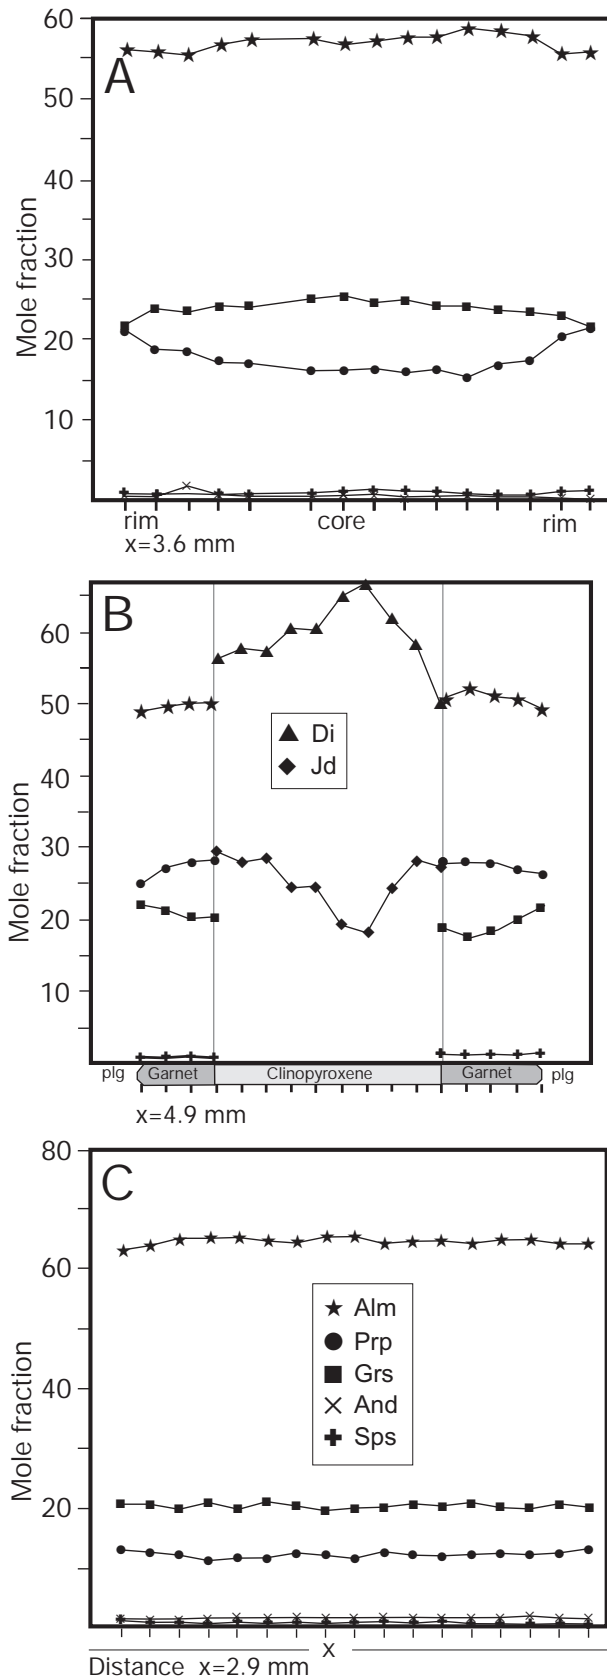 60
A
50
40
30
20
10
Mole fraction
rim core rim
x=3.6 mm
B
60
50
Di
Jd
40
30
20
10
Mole fraction
plg Garnet Clinopyroxene Garnet plg
x=4.9 mm
80
C
60
Alm
Prp
Grs
And
Sps
40
20
Mole fraction
X
Distance x=2.9 mm